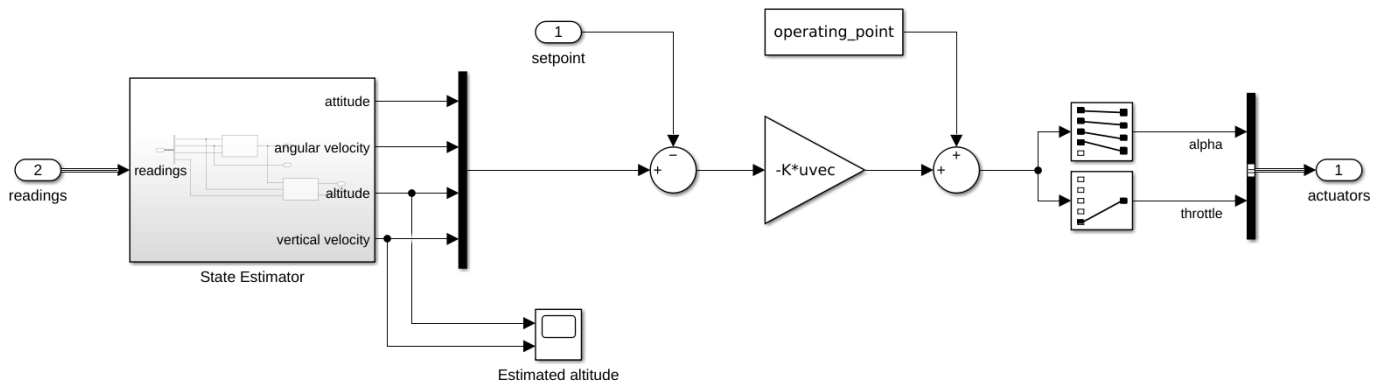 1
setpoint
operating_point
attitude
angular velocity
2
readings
readings
altitude
vertical velocity
State Estimator
−
+
-K*uvec
+
+
alpha
throttle
1
actuators
Estimated altitude